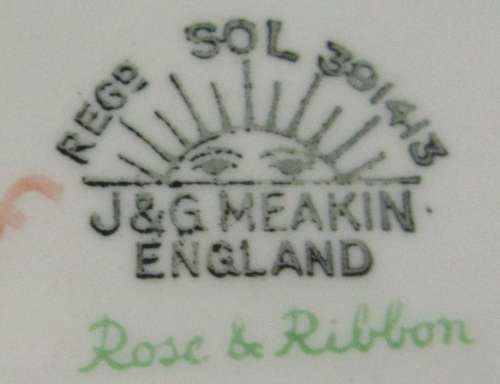 REGD SOL 391413
J&G MEAKIN
ENGLAND
Rose & Ribbon